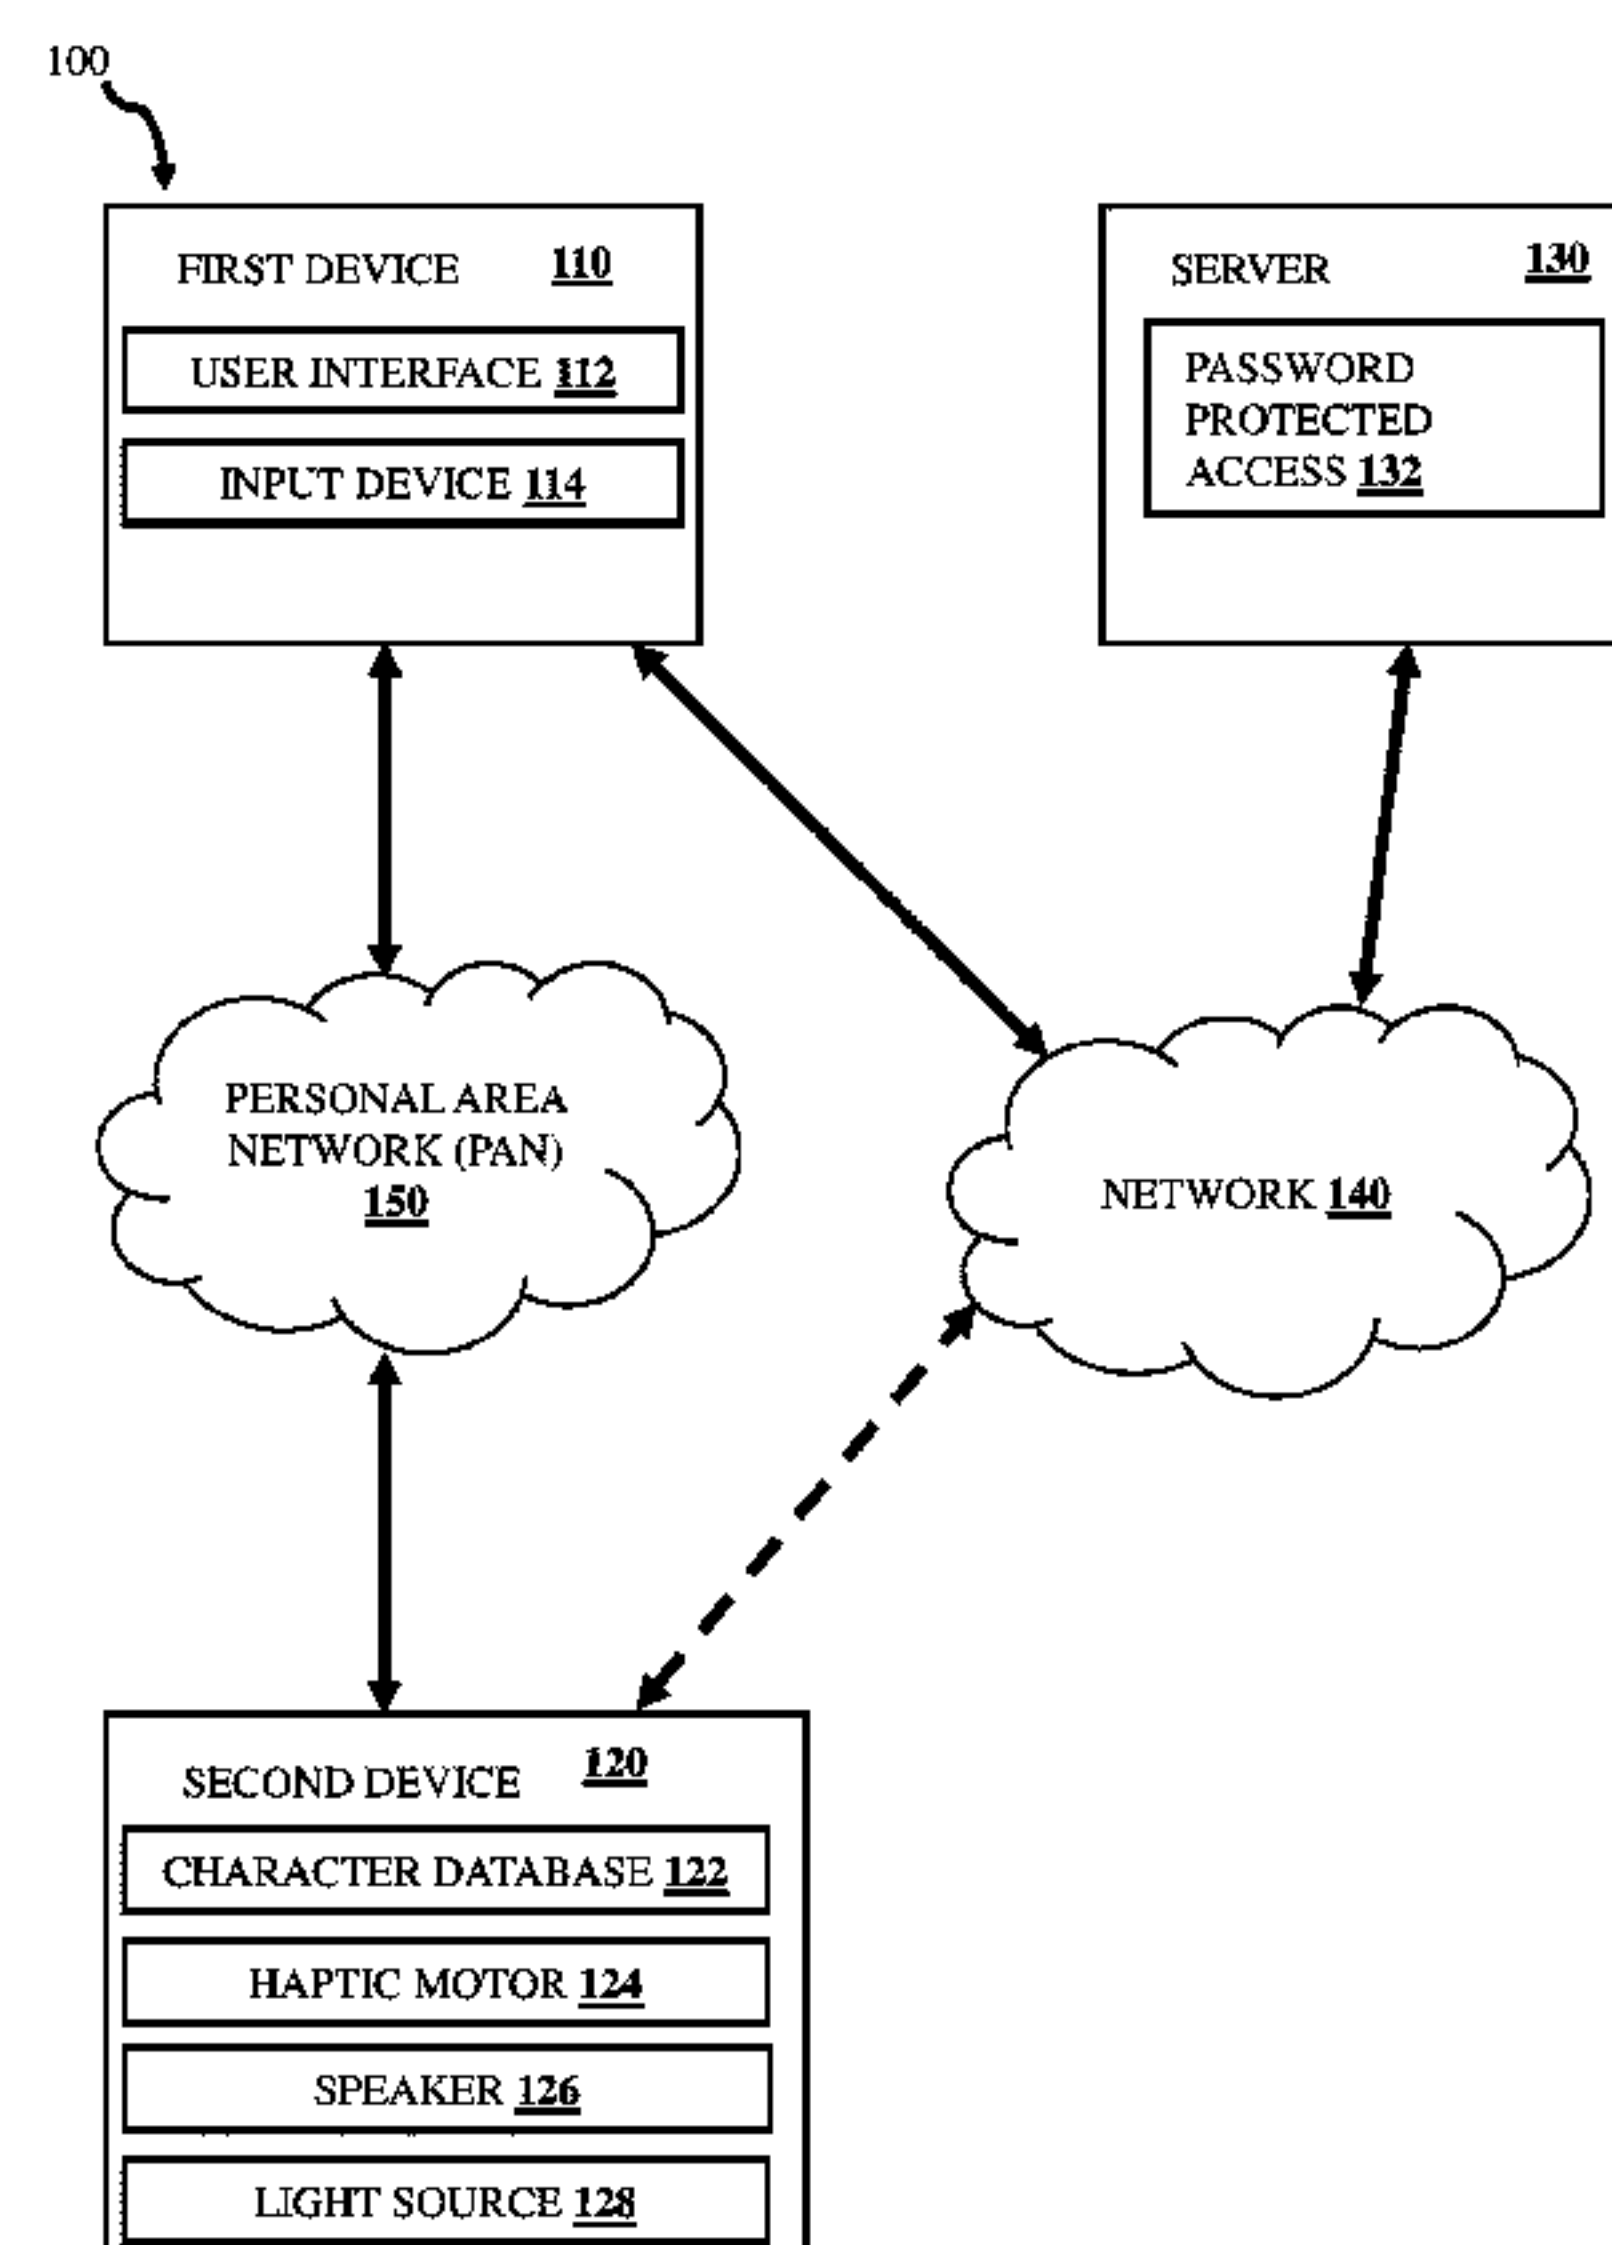 100
FIRST DEVICE 110
USER INTERFACE 112
INPUT DEVICE 114
SERVER 130
PASSWORD
PROTECTED
ACCESS 132
PERSONAL AREA
NETWORK (PAN)
150
NETWORK 140
SECOND DEVICE 120
CHARACTER DATABASE 122
HAPTIC MOTOR 124
SPEAKER 126
LIGHT SOURCE 128